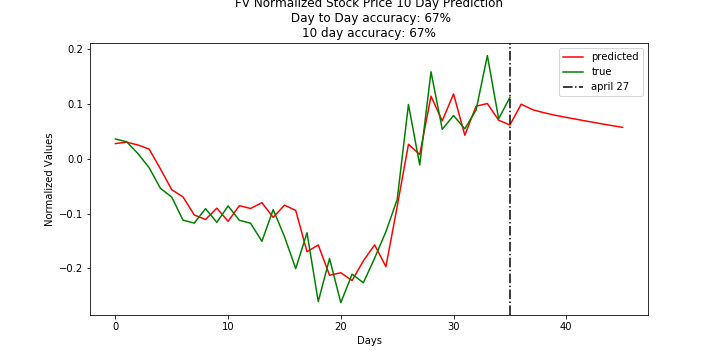 FV Normalized Stock Price 10 Day Prediction
Day to Day accuracy: 67%
10 day accuracy: 67%
0.2
0.1
0.0
−0.1
−0.2
Normalized Values
predicted
true
april 27
0
10
20
30
40
Days